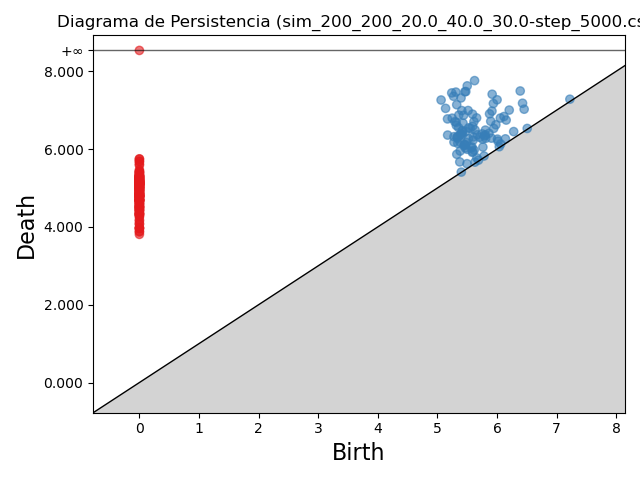 Diagrama de Persistencia (sim_200_200_20.0_40.0_30.0-step_5000.cs
+∞
8.000
6.000
4.000
2.000
0.000
Death
0 1 2 3 4 5 6 7 8
Birth